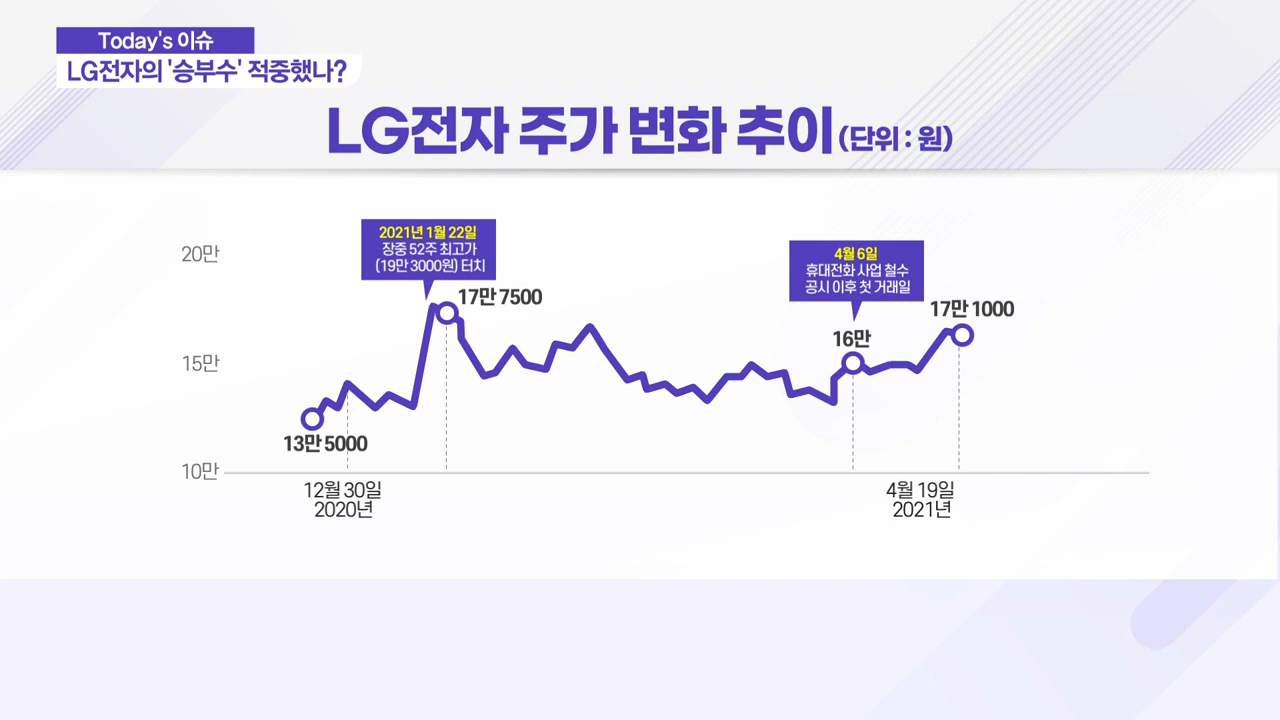 Today's 이슈
LG전자의 '승부수' 적중했나?
LG전자 주가 변화 추이(단위 : 원)
20만
15만
10만
2021년 1월 22일
장중 52주 최고가
(19만 3000원) 터치
17만 7500
4월 6일
휴대전화 사업 철수
공시 이후 첫 거래일
16만
17만 1000
13만 5000
12월 30일
2020년
4월 19일
2021년